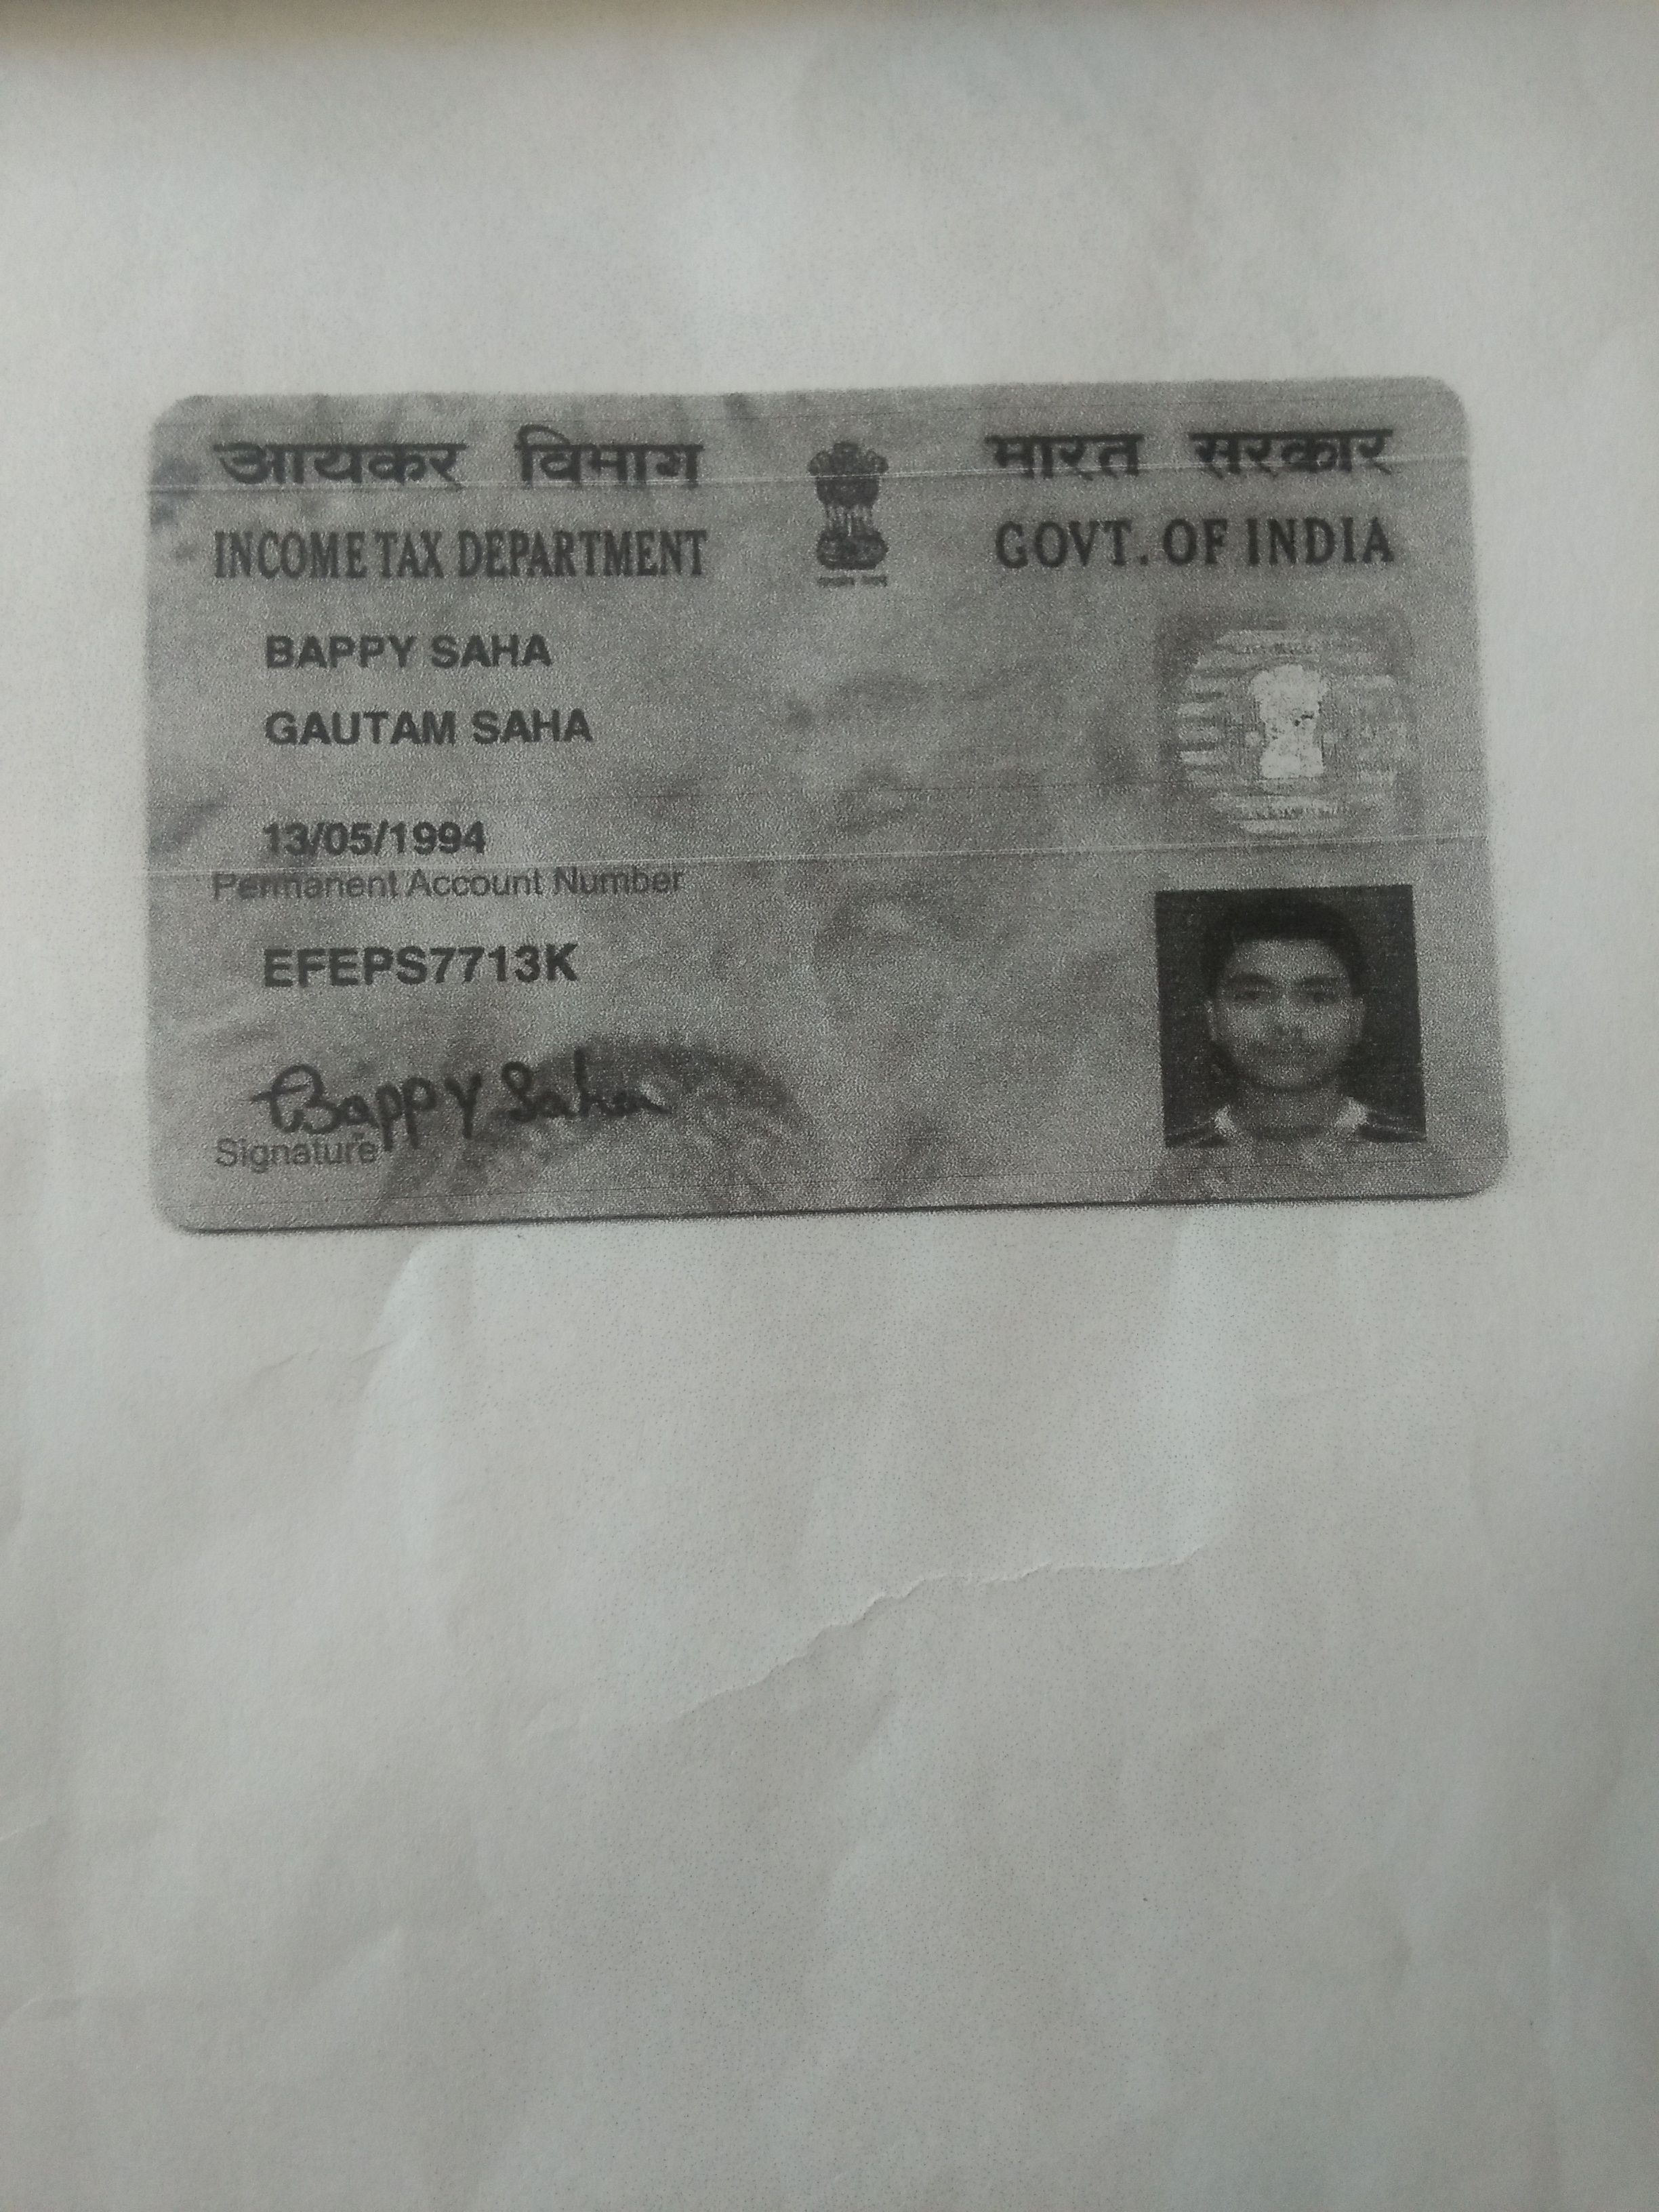 आयकर विभाग
INCOME TAX DEPARTMENT
भारत सरकार
GOVT. OF INDIA
BAPPY SAHA
GAUTAM SAHA
13/05/1994
Permanent Account Number
EFEPS7713K
Bappy Saha
Signature